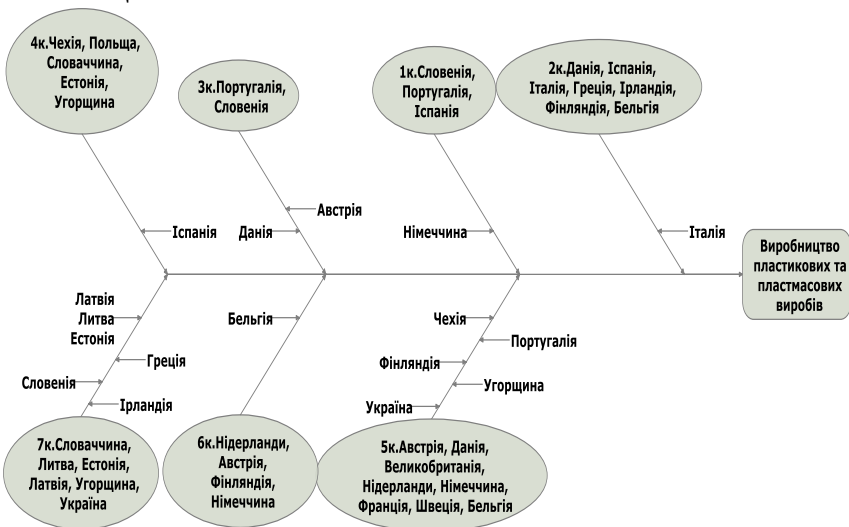 4к.Чехія, Польща,
Словаччина,
Естонія,
Угорщина
3к.Португалія,
Словенія
1к.Словенія,
Португалія,
Іспанія
2к.Данія, Іспанія,
Італія, Греція, Ірландія,
Фінляндія, Бельгія
Іспанія
Австрія
Данія
Німеччина
Італія
Виробництво
пластикових та
пластмасових
виробів
Латвія
Литва
Естонія
Греція
Словенія
Ірландія
Бельгія
Чехія
Португалія
Фінляндія
Угорщина
Україна
7к.Словаччина,
Литва, Естонія,
Латвія, Угорщина,
Україна
6к.Нідерланди,
Австрія,
Фінляндія,
Німеччина
5к.Австрія, Данія,
Великобританія,
Нідерланди, Німеччина,
Франція, Швеція, Бельгія